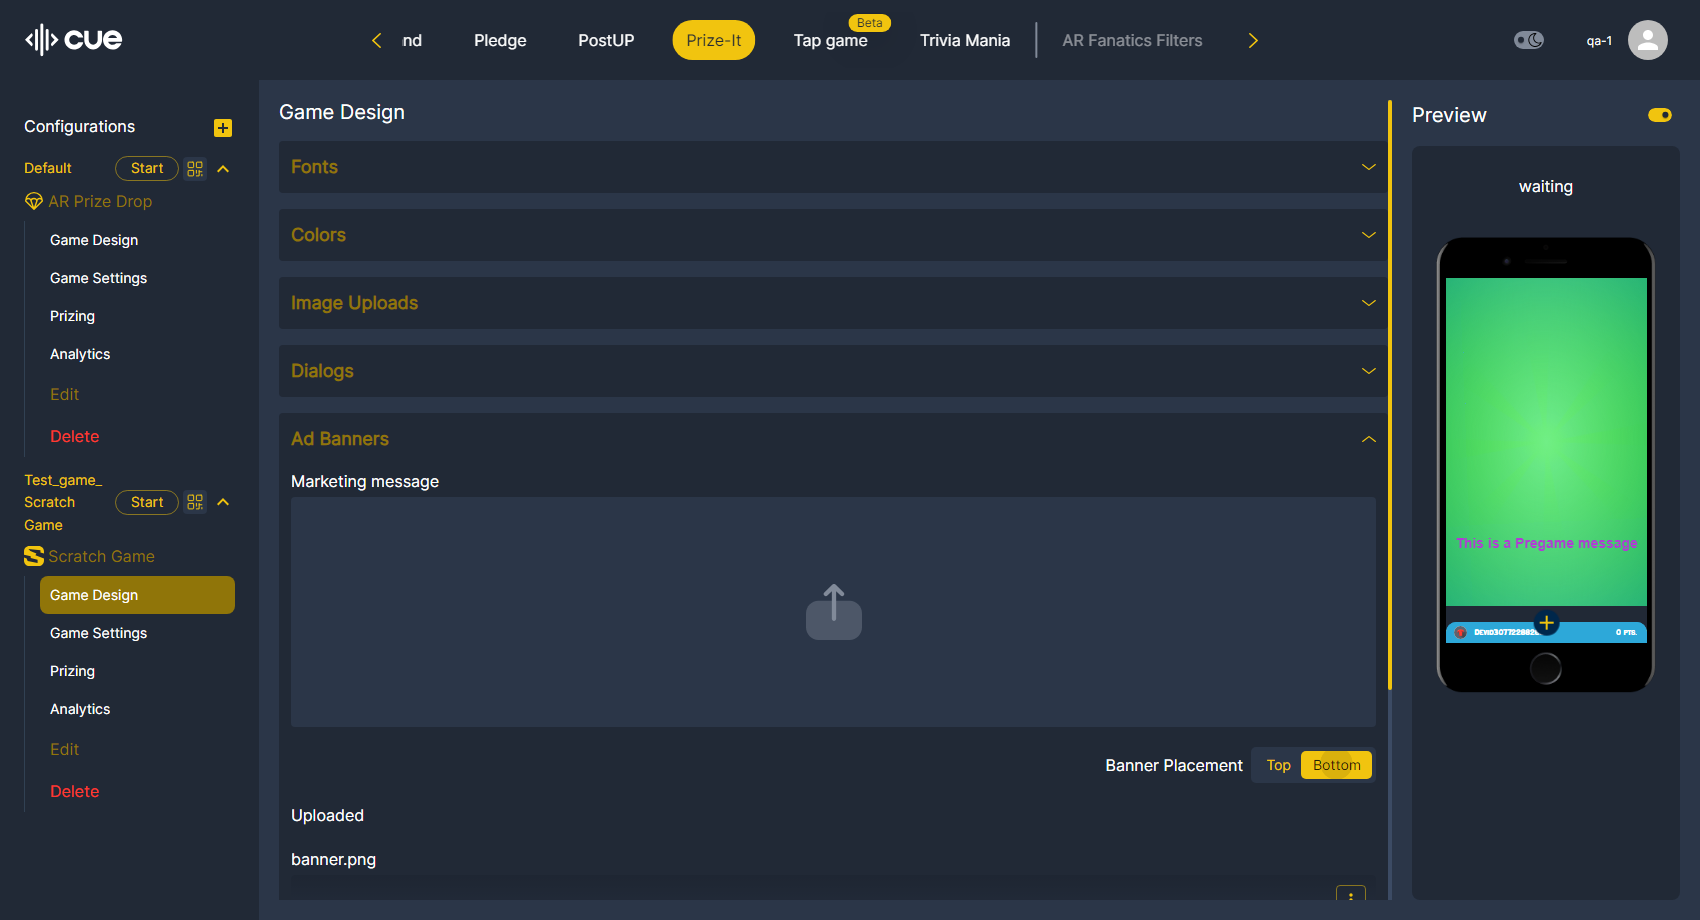 cue
nd
Pledge
PostUP
Prize-It
Beta
Tap game
Trivia Mania
AR Fanatics Filters
qa-1
Configurations
Default
Start
AR Prize Drop
Game Design
Game Settings
Prizing
Analytics
Edit
Delete
Test_game_
Scratch
Game
Start
Scratch Game
Game Design
Game Settings
Prizing
Analytics
Edit
Delete
Game Design
Fonts
Colors
Image Uploads
Dialogs
Ad Banners
Marketing message
Banner Placement
Top
Bottom
Uploaded
banner.png
Preview
waiting
This is a Pregame message
0 PTS.